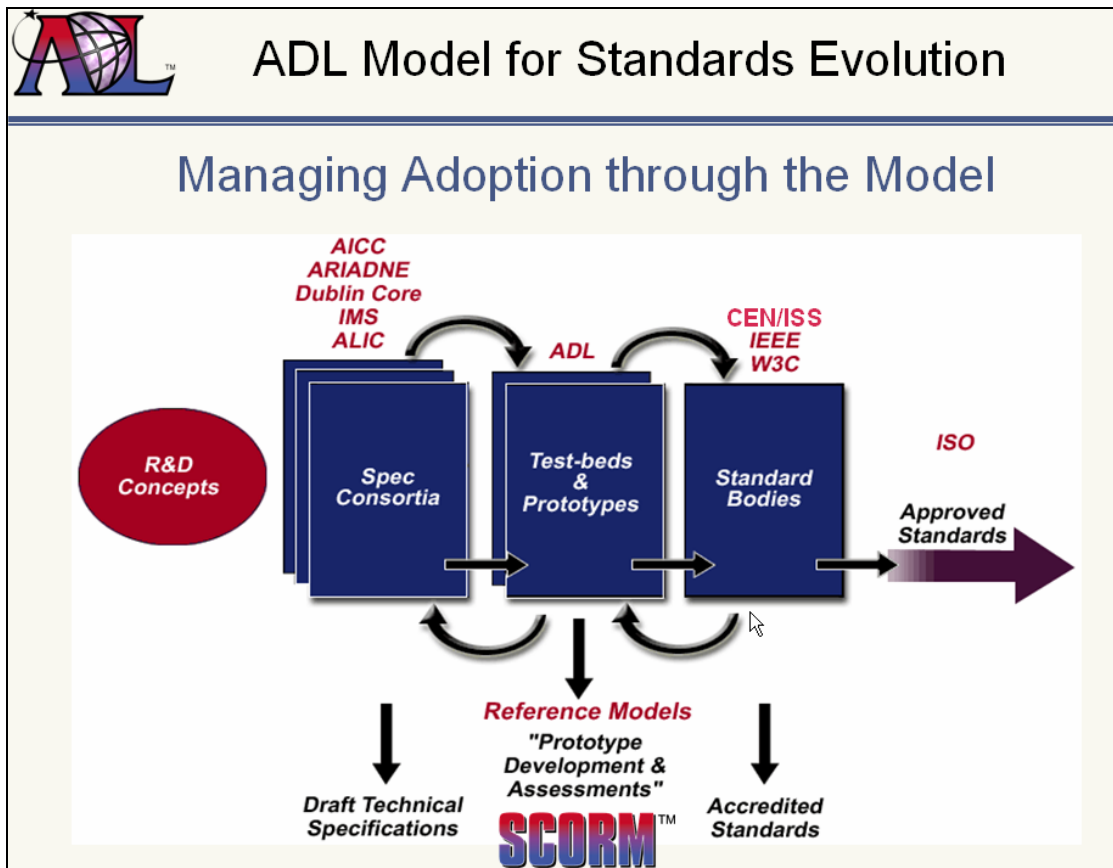 ADL TM
ADL Model for Standards Evolution
Managing Adoption through the Model
AICC
ARIADNE
Dublin Core
IMS
ALIC
ADL
CEN/ISS
IEEE
W3C
ISO
R&D
Concepts
Spec
Consortia
Test-beds
&
Prototypes
Standard
Bodies
Approved
Standards
Reference Models
"Prototype
Development &
Assessments"
SCORM™
Draft Technical
Specifications
Accredited
Standards